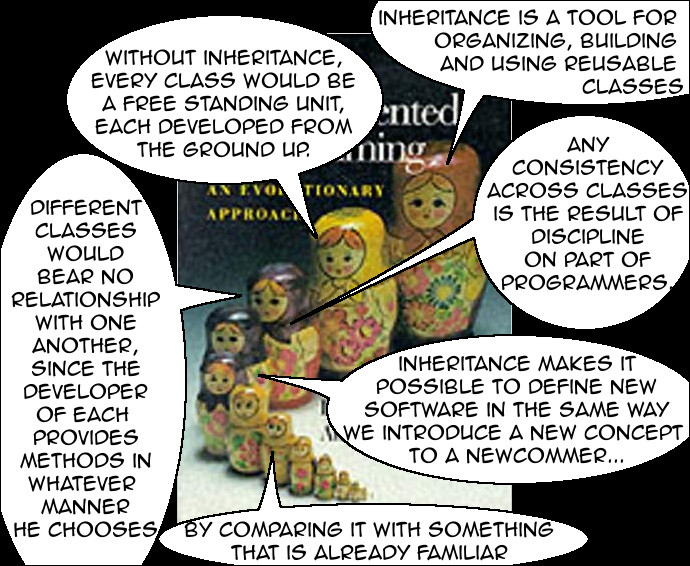 INHERITANCE IS A TOOL FOR
ORGANIZING, BUILDING
AND USING REUSABLE
CLASSES
WITHOUT INHERITANCE,
EVERY CLASS WOULD BE
A FREE STANDING UNIT,
EACH DEVELOPED FROM
THE GROUND UP.
DIFFERENT
CLASSES
WOULD
BEAR NO
RELATIONSHIP
WITH ONE
ANOTHER,
SINCE THE
DEVELOPER
OF EACH
PROVIDES
METHODS IN
WHATEVER
MANNER
HE CHOOSES
ANY
CONSISTENCY
ACROSS CLASSES
IS THE RESULT OF
DISCIPLINE
ON PART OF
PROGRAMMERS.
INHERITANCE MAKES IT
POSSIBLE TO DEFINE NEW
SOFTWARE IN THE SAME WAY
WE INTRODUCE A NEW CONCEPT
TO A NEWCOMMER...
BY COMPARING IT WITH SOMETHING
THAT IS ALREADY FAMILIAR
AN